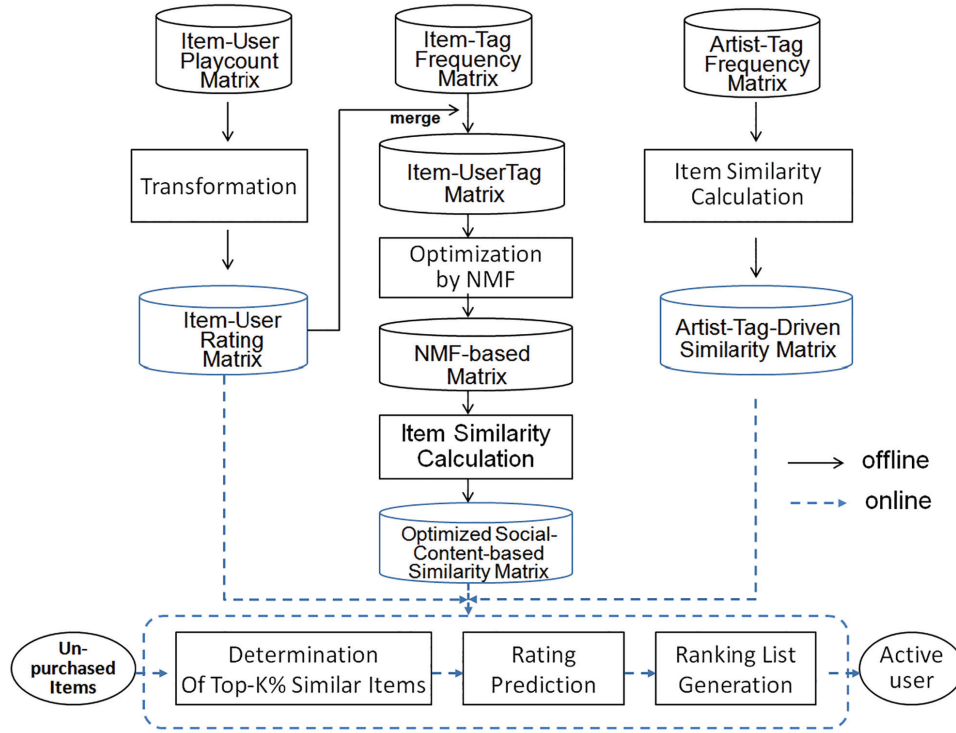 Item-User
Playcount
Matrix
Item-Tag
Frequency
Matrix
Artist-Tag
Frequency
Matrix
merge
Transformation
Item-UserTag
Matrix
Item Similarity
Calculation
Optimization
by NMF
Item-User
Rating
Matrix
NMF-based
Matrix
Artist-Tag-Driven
Similarity Matrix
Item Similarity
Calculation
offline
online
Optimized Social-
Content-based
Similarity Matrix
Un-
purchased
Items
Determination
Of Top-K% Similar Items
Rating
Prediction
Ranking List
Generation
Active
user